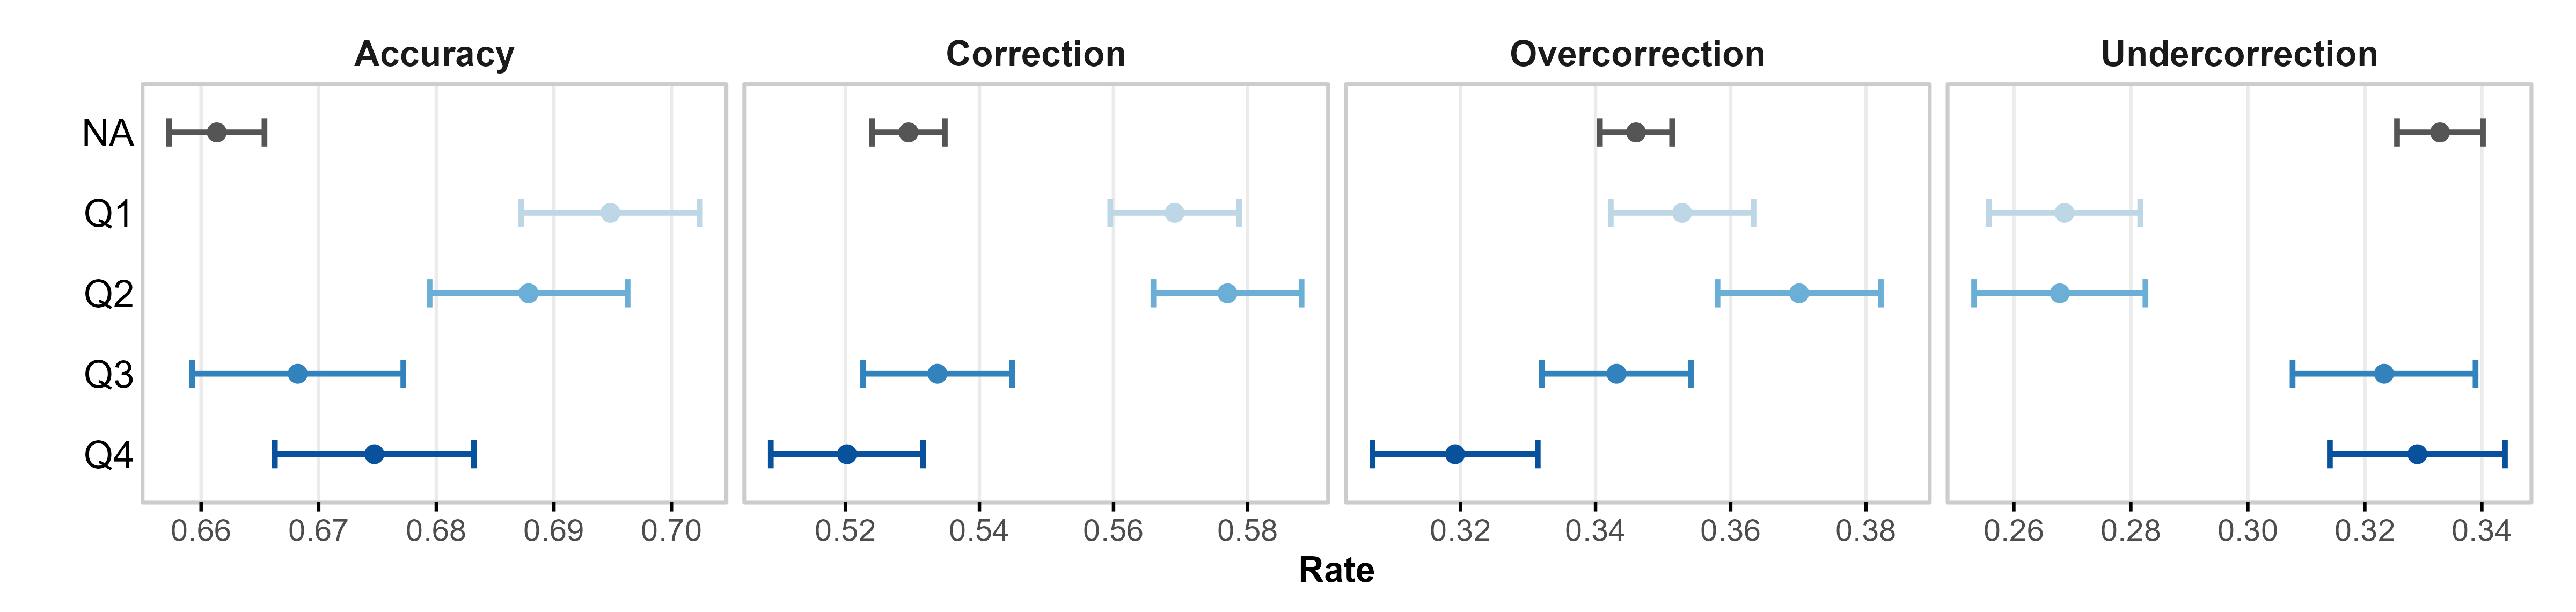 Accuracy Correction Overcorrection Undercorrection
NA
Q1
Q2
Q3
Q4
0.66 0.67 0.68 0.69 0.70 0.52 0.54 0.56 0.58 0.32 0.34 0.36 0.38 0.26 0.28 0.30 0.32 0.34
Rate